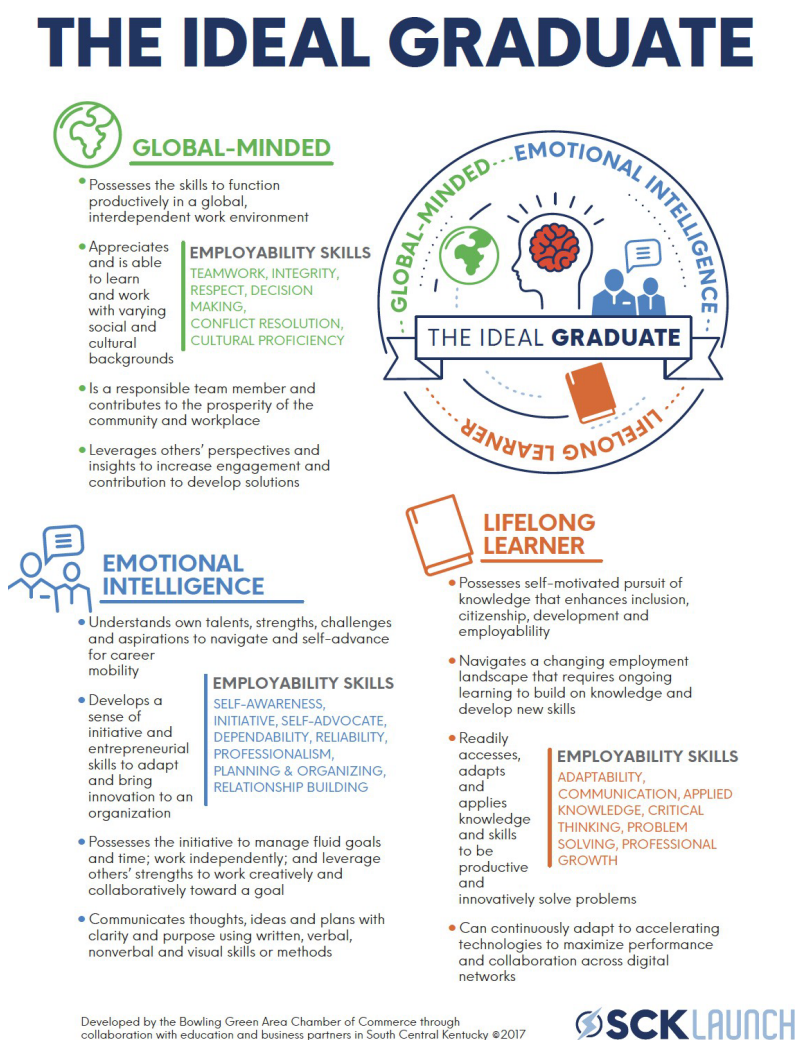 THE IDEAL GRADUATE
GLOBAL-MINDED
• Possesses the skills to function
productively in a global,
interdependent work environment
• Appreciates
and is able
to learn
and work
with varying
social and
cultural
backgrounds
EMPLOYABILITY SKILLS
TEAMWORK, INTEGRITY,
RESPECT, DECISION
MAKING,
CONFLICT RESOLUTION,
CULTURAL PROFICIENCY
• Is a responsible team member and
contributes to the prosperity of the
community and workplace
• Leverages others' perspectives and
insights to increase engagement and
contribution to develop solutions
GLOBAL-MINDED
EMOTIONAL INTELLIGENCE
THE IDEAL GRADUATE
LIFELONG LEARNER
EMOTIONAL
INTELLIGENCE
• Understands own talents, strengths, challenges
and aspirations to navigate and self-advance
for career
mobility
• Develops a
sense of
initiative and
entrepreneurial
skills to adapt
and bring
innovation to an
organization
EMPLOYABILITY SKILLS
SELF-AWARENESS,
INITIATIVE, SELF-ADVOCATE,
DEPENDABILITY, RELIABILITY,
PROFESSIONALISM,
PLANNING & ORGANIZING,
RELATIONSHIP BUILDING
• Possesses the initiative to manage fluid goals
and time; work independently; and leverage
others' strengths to work creatively and
collaboratively toward a goal
• Communicates thoughts, ideas and plans with
clarity and purpose using written, verbal,
nonverbal and visual skills or methods
LIFELONG
LEARNER
• Possesses self-motivated pursuit of
knowledge that enhances inclusion,
citizenship, development and
employablility
• Navigates a changing employment
landscape that requires ongoing
learning to build on knowledge and
develop new skills
• Readily
accesses,
adapts
and
applies
knowledge
and skills
to be
productive
and
innovatively solve problems
EMPLOYABILITY SKILLS
ADAPTABILITY,
COMMUNICATION, APPLIED
KNOWLEDGE, CRITICAL
THINKING, PROBLEM
SOLVING, PROFESSIONAL
GROWTH
• Can continuously adapt to accelerating
technologies to maximize performance
and collaboration across digital
networks
Developed by the Bowling Green Area Chamber of Commerce through
collaboration with education and business partners in South Central Kentucky ©2017
SCK LAUNCH